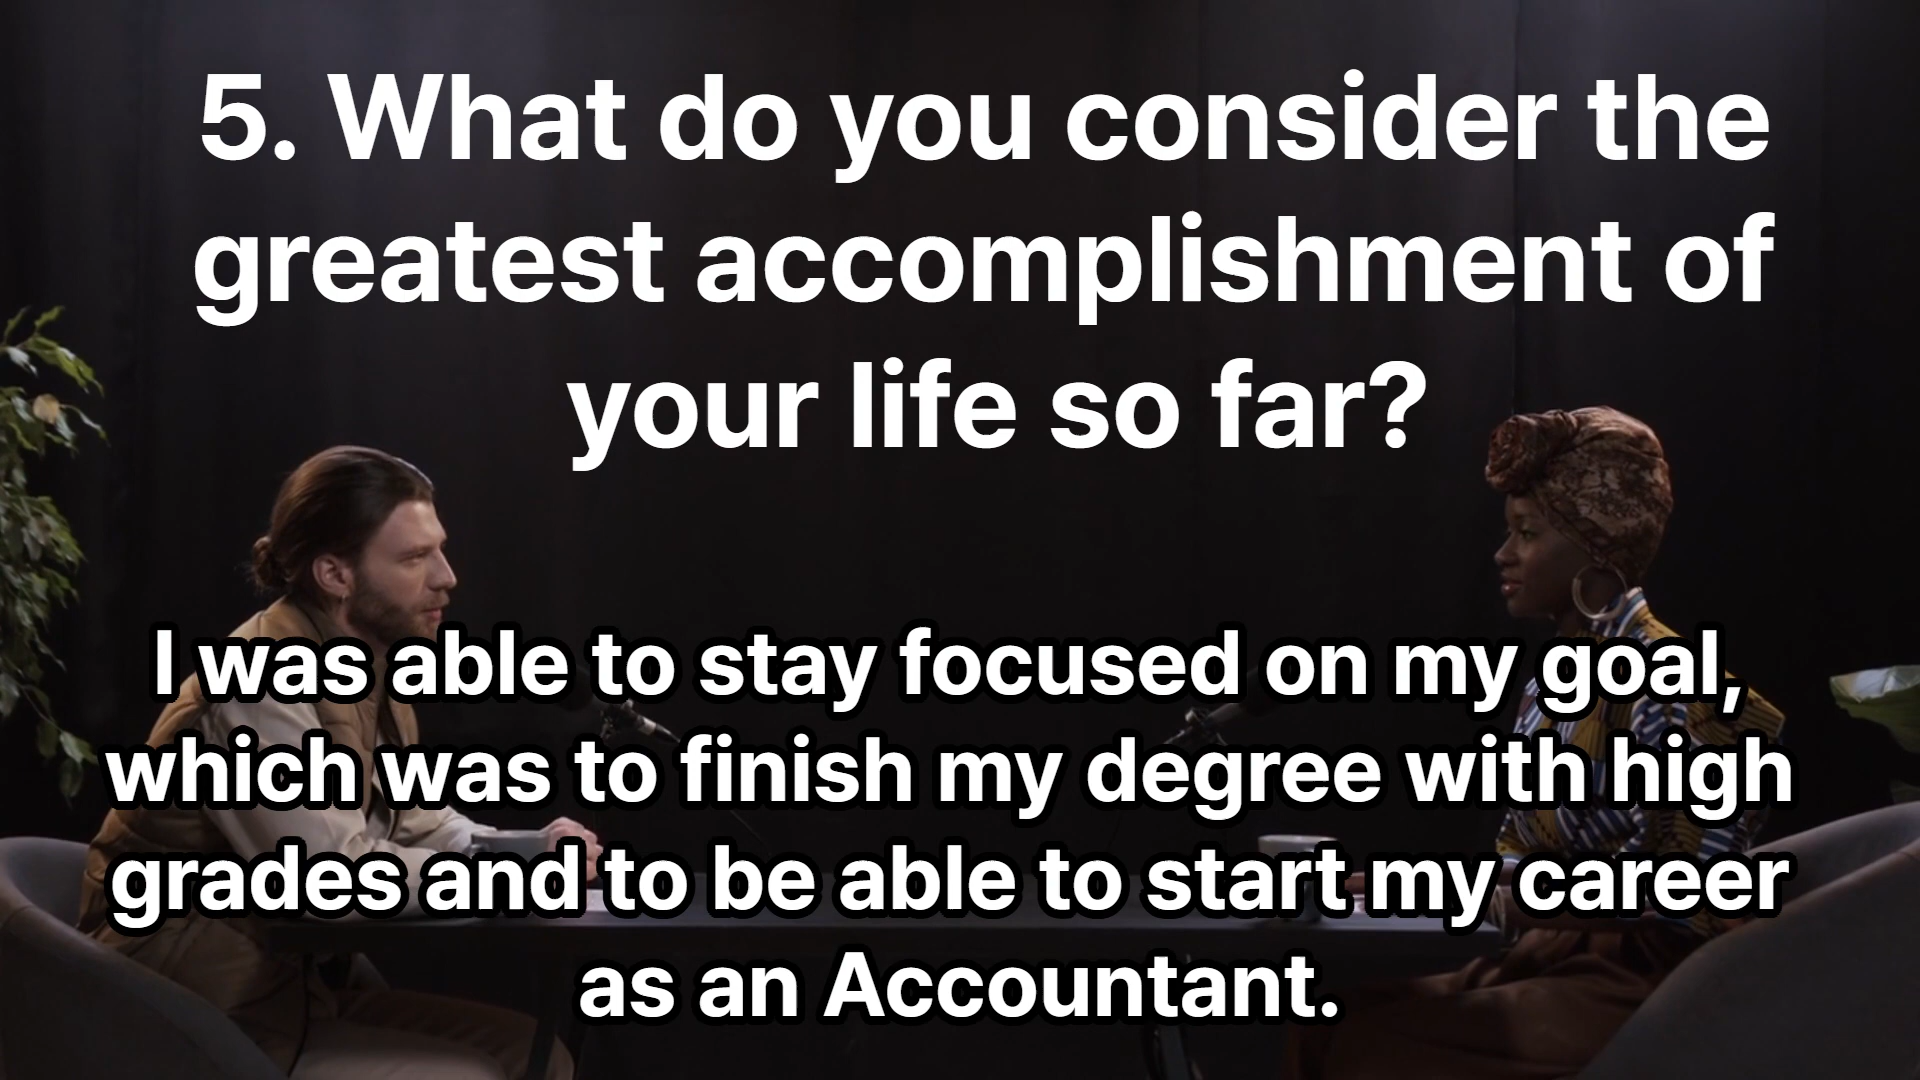 5. What do you consider the
greatest accomplishment of
your life so far?
I was able to stay focused on my goal,
which was to finish my degree with high
grades and to be able to start my career
as an Accountant.